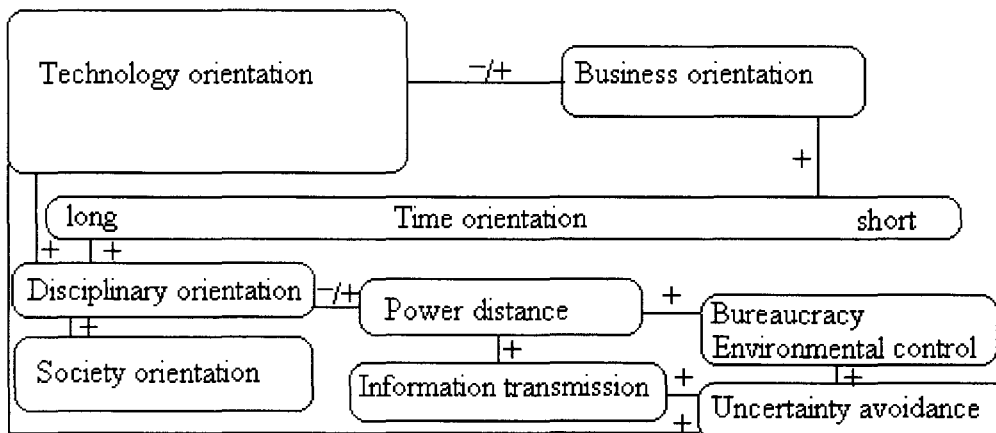 Technology orientation
−/+
Business orientation
+
long Time orientation short
+ +
Disciplinary orientation
−/+
Power distance
+
Bureaucracy
Environmental control
+
+
Society orientation
Information transmission
+
+
+
Uncertainty avoidance